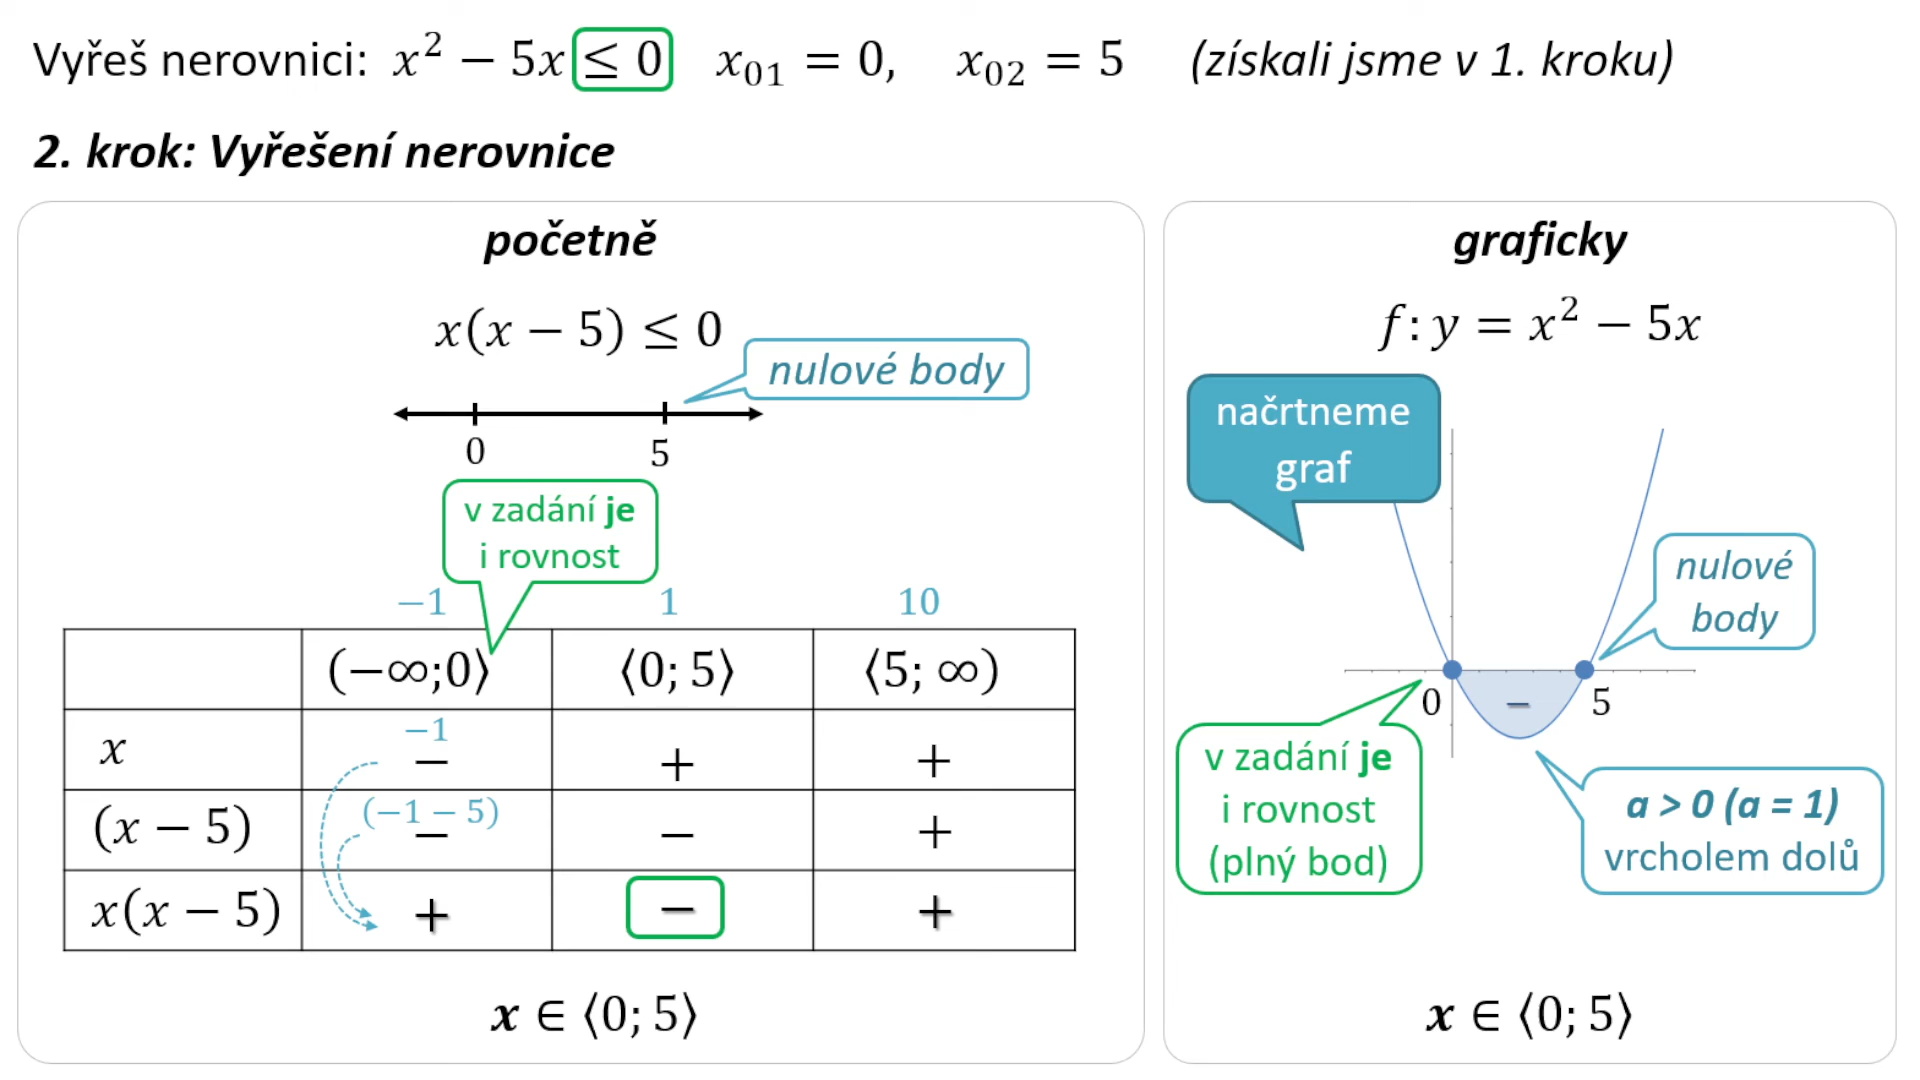 Vyřeš nerovnici: x² − 5x ≤ 0 x₀₁ = 0, x₀₂ = 5 (získali jsme v 1. kroku)
2. krok: Vyřešení nerovnice
početně
x(x − 5) ≤ 0
nulové body
0 5
v zadání je
i rovnost
−1 1 10
(−∞;0⟩ ⟨0; 5⟩ ⟨5; ∞)
−1
x − + +
(−1 − 5)
(x − 5) − − +
x(x − 5) + − +
x ∈ ⟨0; 5⟩
graficky
f: y = x² − 5x
načrtneme
graf
nulové
body
0 − 5
v zadání je
i rovnost
(plný bod)
a > 0 (a = 1)
vrcholem dolů
x ∈ ⟨0; 5⟩